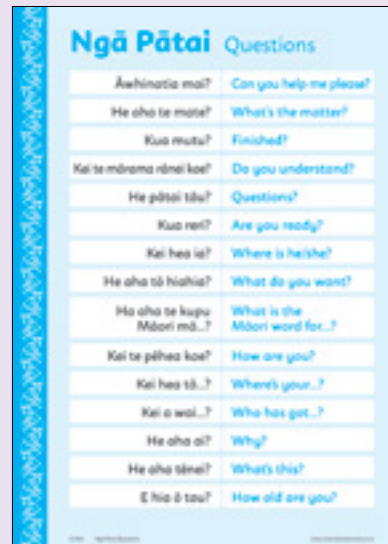 Ngā Pātai Questions
Āwhinatia mai? Can you help me please?
He aha te mate? What's the matter?
Kua mutu? Finished?
Kei te mārama rānei koe? Do you understand?
He pātai tāu? Questions?
Kua reri? Are you ready?
Kei hea ia? Where is he/she?
He aha tō hiahia? What do you want?
Ha aha te kupu What is the
Māori mō...? Māori word for...?
Kei te pēhea koe? How are you?
Kei hea tō...? Where's your...?
Kei a wai...? Who has got...?
He aha ai? Why?
He aha tēnei? What's this?
E hia ō tau? How old are you?